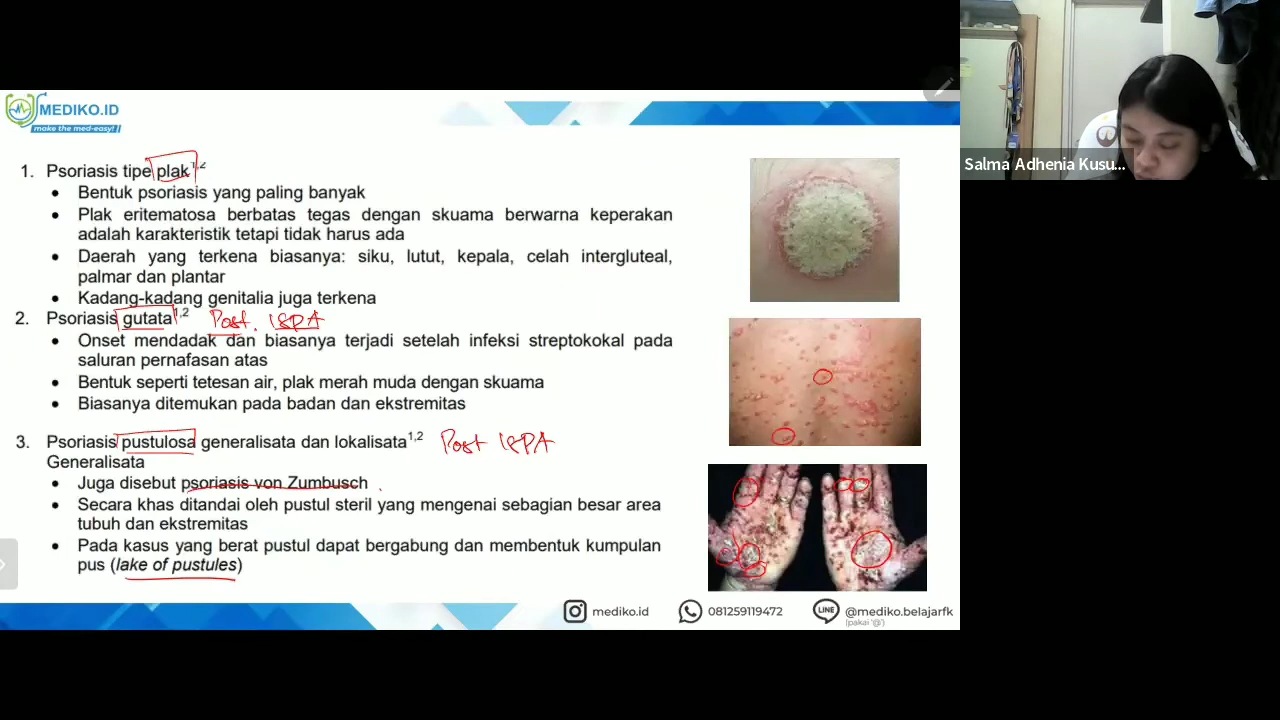 MEDIKO.ID
make the med-easy!
Salma Adhenia Kusu...
1. Psoriasis tipe plak1,2
• Bentuk psoriasis yang paling banyak
• Plak eritematosa berbatas tegas dengan skuama berwarna keperakan
adalah karakteristik tetapi tidak harus ada
• Daerah yang terkena biasanya: siku, lutut, kepala, celah intergluteal,
palmar dan plantar
• Kadang-kadang genitalia juga terkena
2. Psoriasis gutata1,2 Post. ISPA
• Onset mendadak dan biasanya terjadi setelah infeksi streptokokal pada
saluran pernafasan atas
• Bentuk seperti tetesan air, plak merah muda dengan skuama
• Biasanya ditemukan pada badan dan ekstremitas
3. Psoriasis pustulosa generalisata dan lokalisata1,2 Post ISPA
Generalisata
• Juga disebut psoriasis von Zumbusch
• Secara khas ditandai oleh pustul steril yang mengenai sebagian besar area
tubuh dan ekstremitas
• Pada kasus yang berat pustul dapat bergabung dan membentuk kumpulan
pus (lake of pustules)
mediko.id 081259119472 LINE @mediko.belajarfk
(pakai '@')